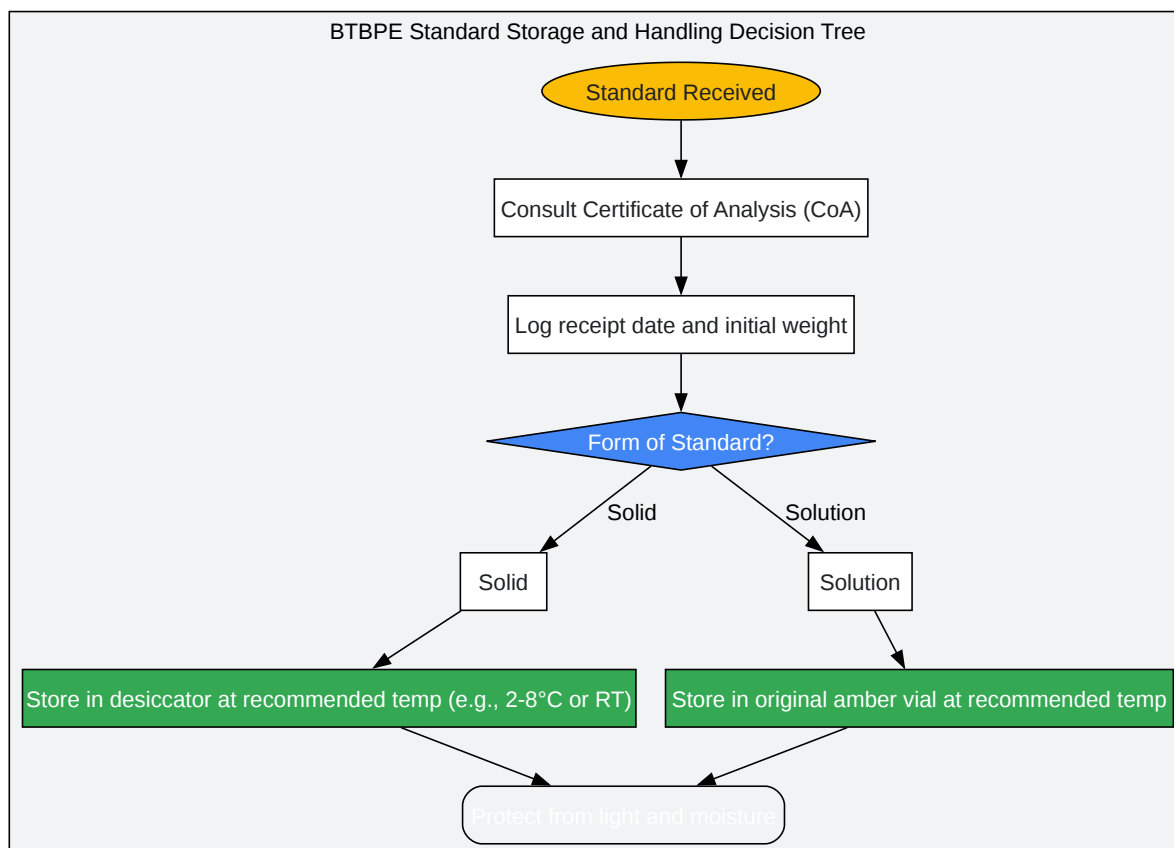 BTBPE Standard Storage and Handling Decision Tree
Standard Received
Consult Certificate of Analysis (CoA)
Log receipt date and initial weight
Form of Standard?
Solid
Solution
Solid
Solution
Store in desiccator at recommended temp (e.g., 2-8°C or RT)
Store in original amber vial at recommended temp
Protect from light and moisture